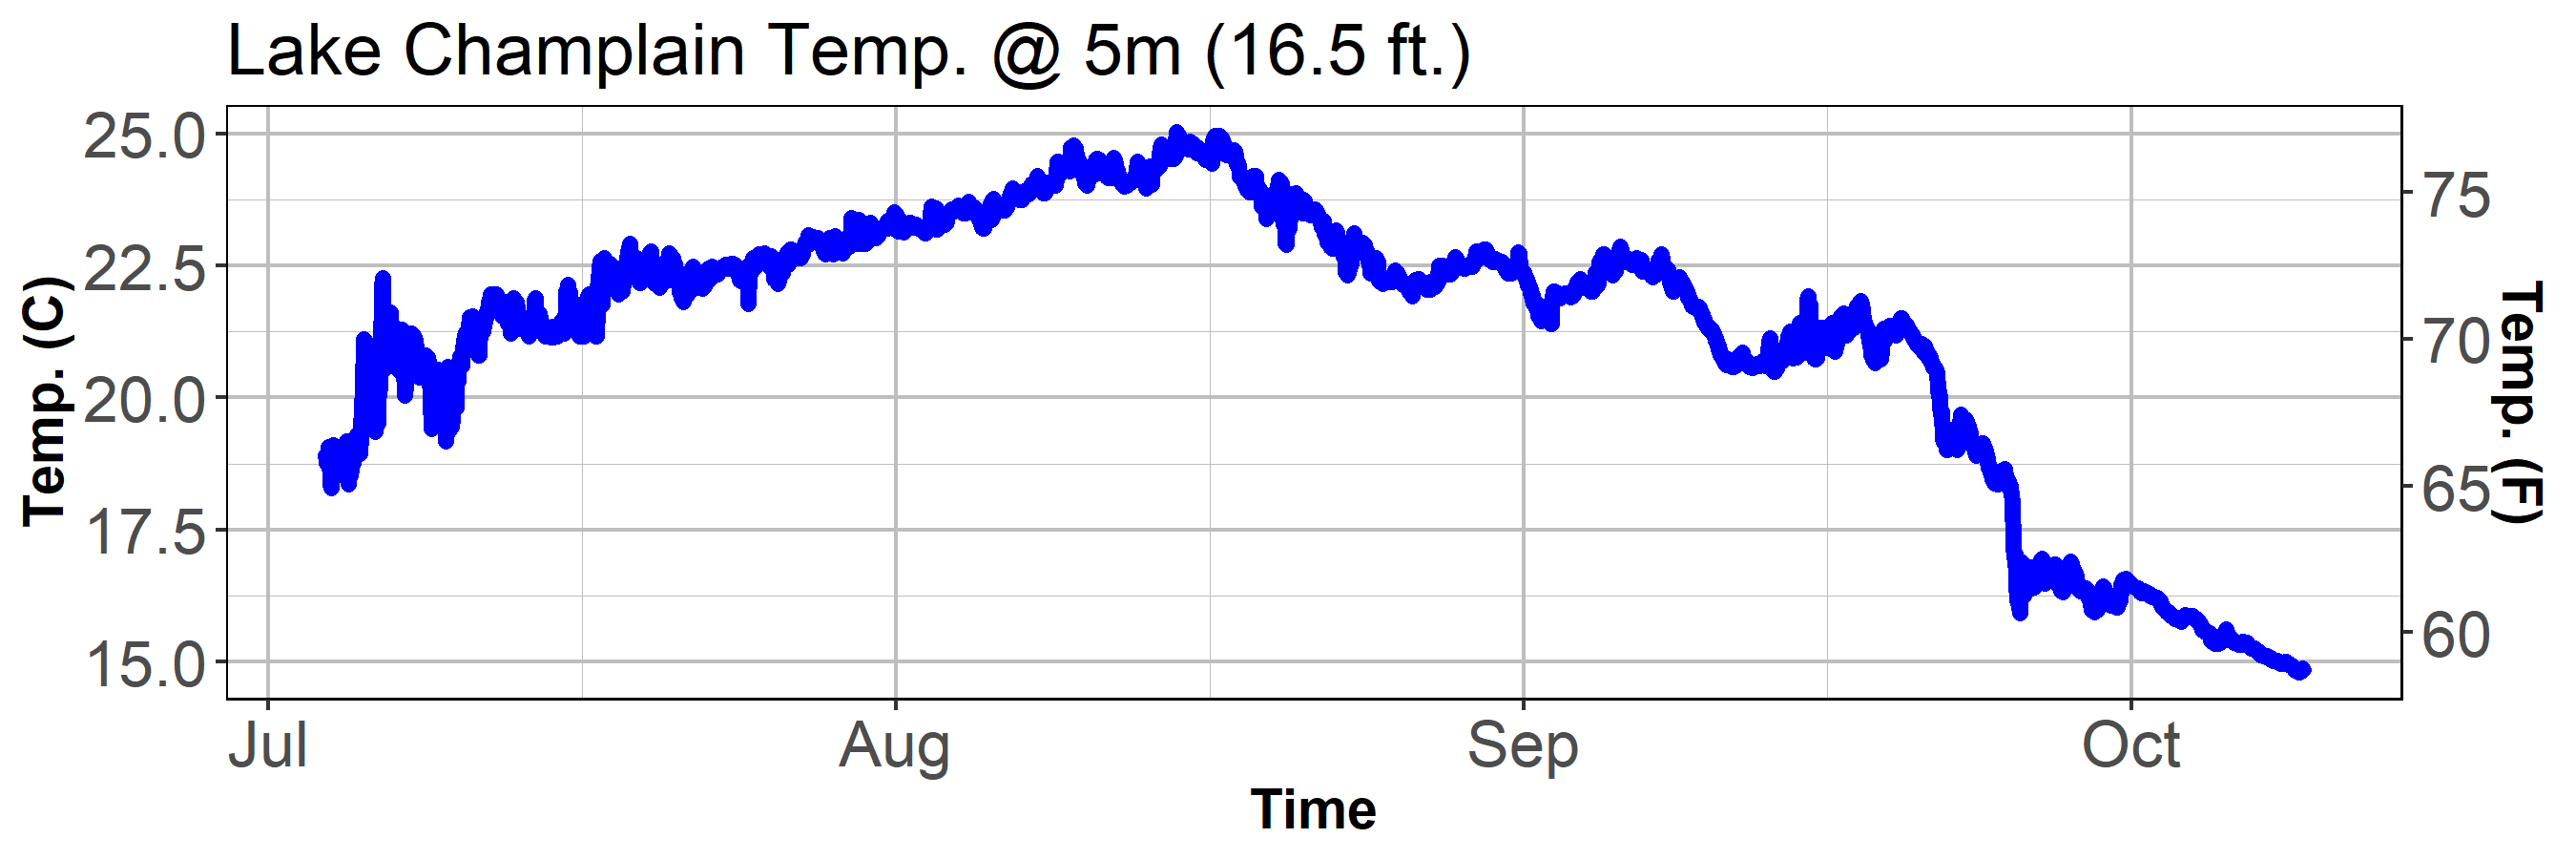 Lake Champlain Temp. @ 5m (16.5 ft.)
Temp. (C)
25.0
22.5
20.0
17.5
15.0
75
70
65
60
Temp. (F)
Jul Aug Sep Oct
Time